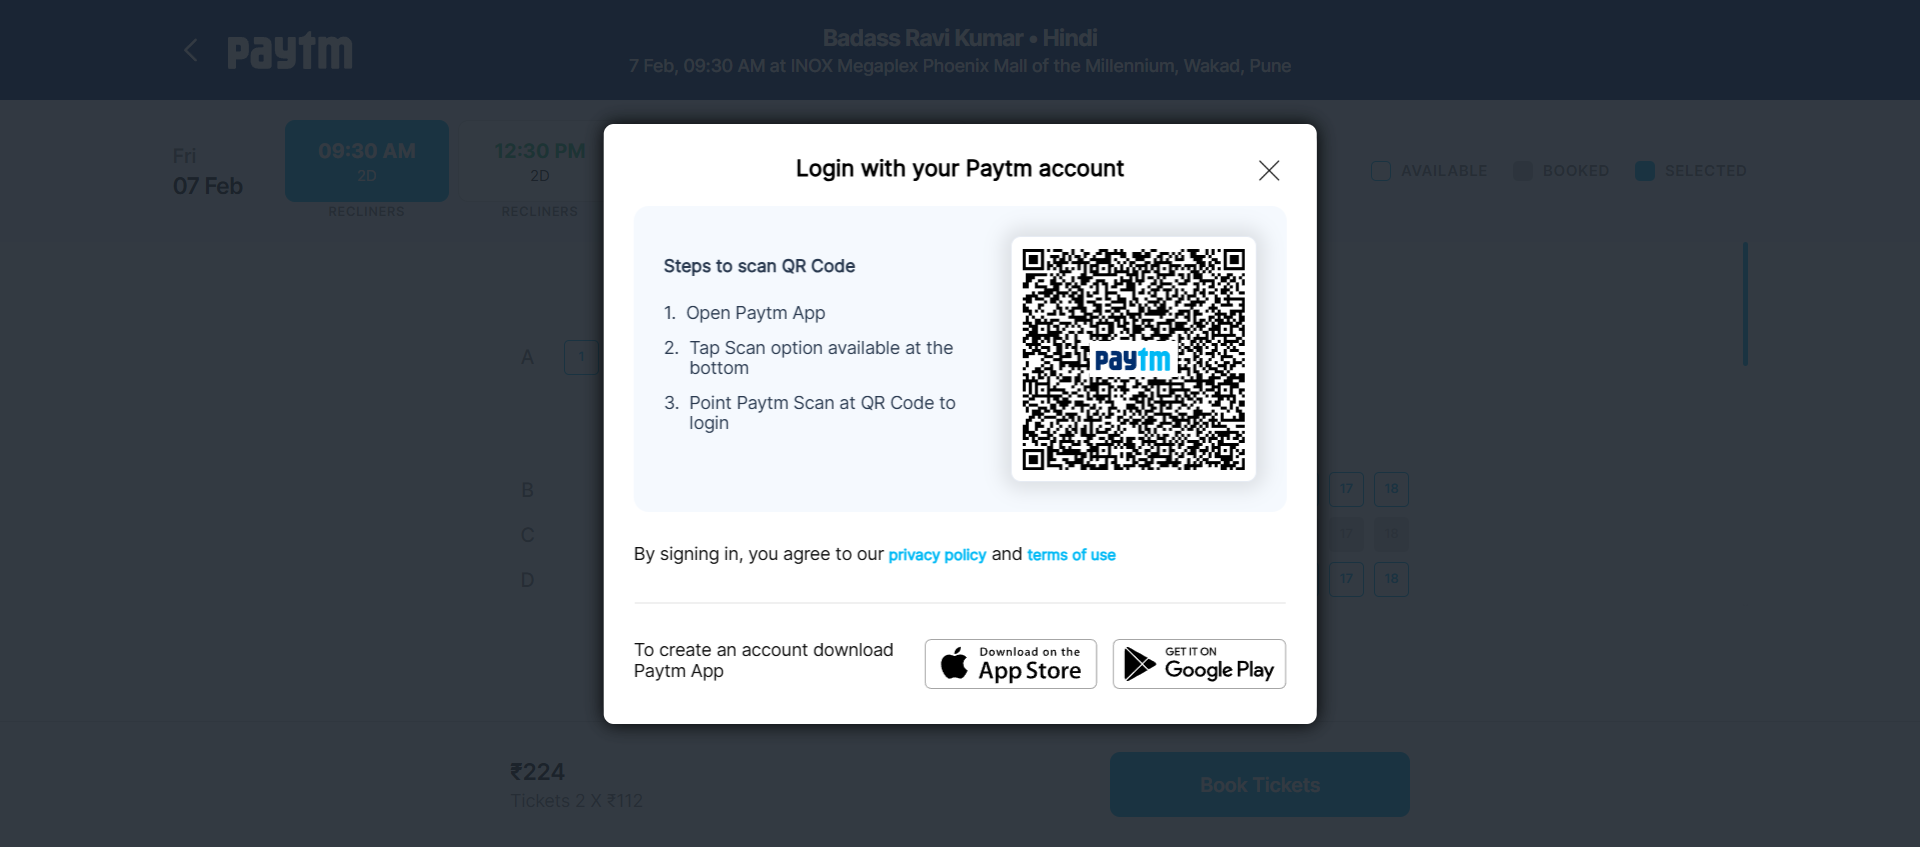 paytm
Badass Ravi Kumar • Hindi
7 Feb, 09:30 AM at INOX Megaplex Phoenix Mall of the Millennium, Wakad, Pune
Fri
07 Feb
09:30 AM
2D
RECLINERS
12:30 PM
2D
RECLINERS
AVAILABLE
BOOKED
SELECTED
Login with your Paytm account
Steps to scan QR Code
1. Open Paytm App
2. Tap Scan option available at the
bottom
3. Point Paytm Scan at QR Code to
login
paytm
By signing in, you agree to our privacy policy and terms of use
To create an account download
Paytm App
Download on the
App Store
GET IT ON
Google Play
A 1
B 17 18
C 17 18
D 17 18
₹224
Tickets 2 X ₹112
Book Tickets